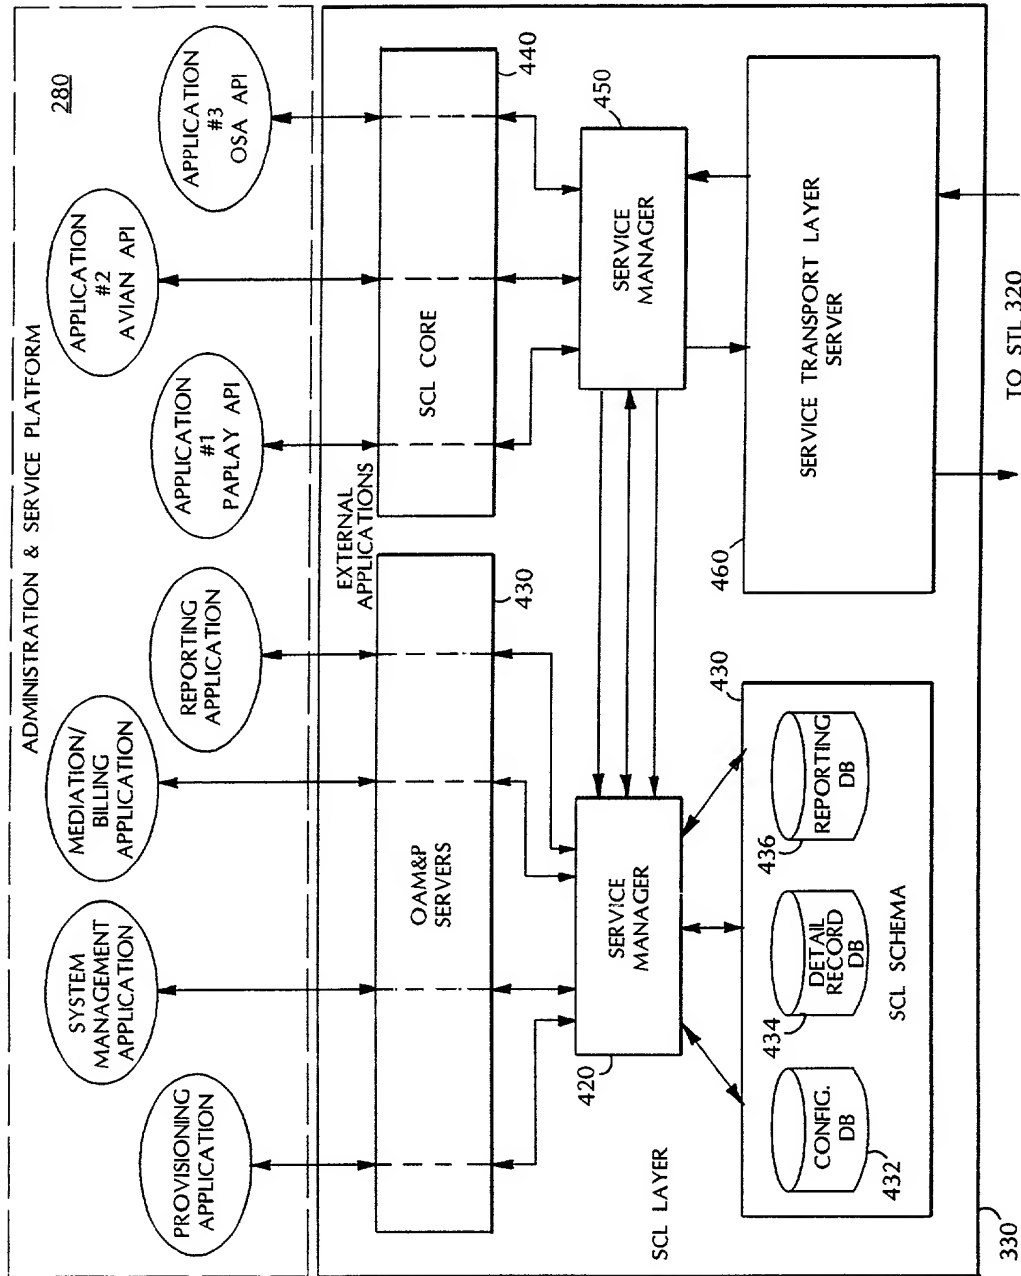 ADMINISTRATION & SERVICE PLATFORM
280
PROVISIONING
APPLICATION
SYSTEM
MANAGEMENT
APPLICATION
MEDIATION/
BILLING
APPLICATION
REPORTING
APPLICATION
APPLICATION
#1
PAPLAY API
APPLICATION
#2
AVIAN API
APPLICATION
#3
OSA API
EXTERNAL
APPLICATIONS
OAM&P
SERVERS
430
SCL CORE
440
SERVICE
MANAGER
420
SERVICE
MANAGER
450
SCL LAYER
430
CONFIG.
DB
432
DETAIL
RECORD
DB
434
REPORTING
DB
436
SCL SCHEMA
460
SERVICE TRANSPORT LAYER
SERVER
330
TO STL 320